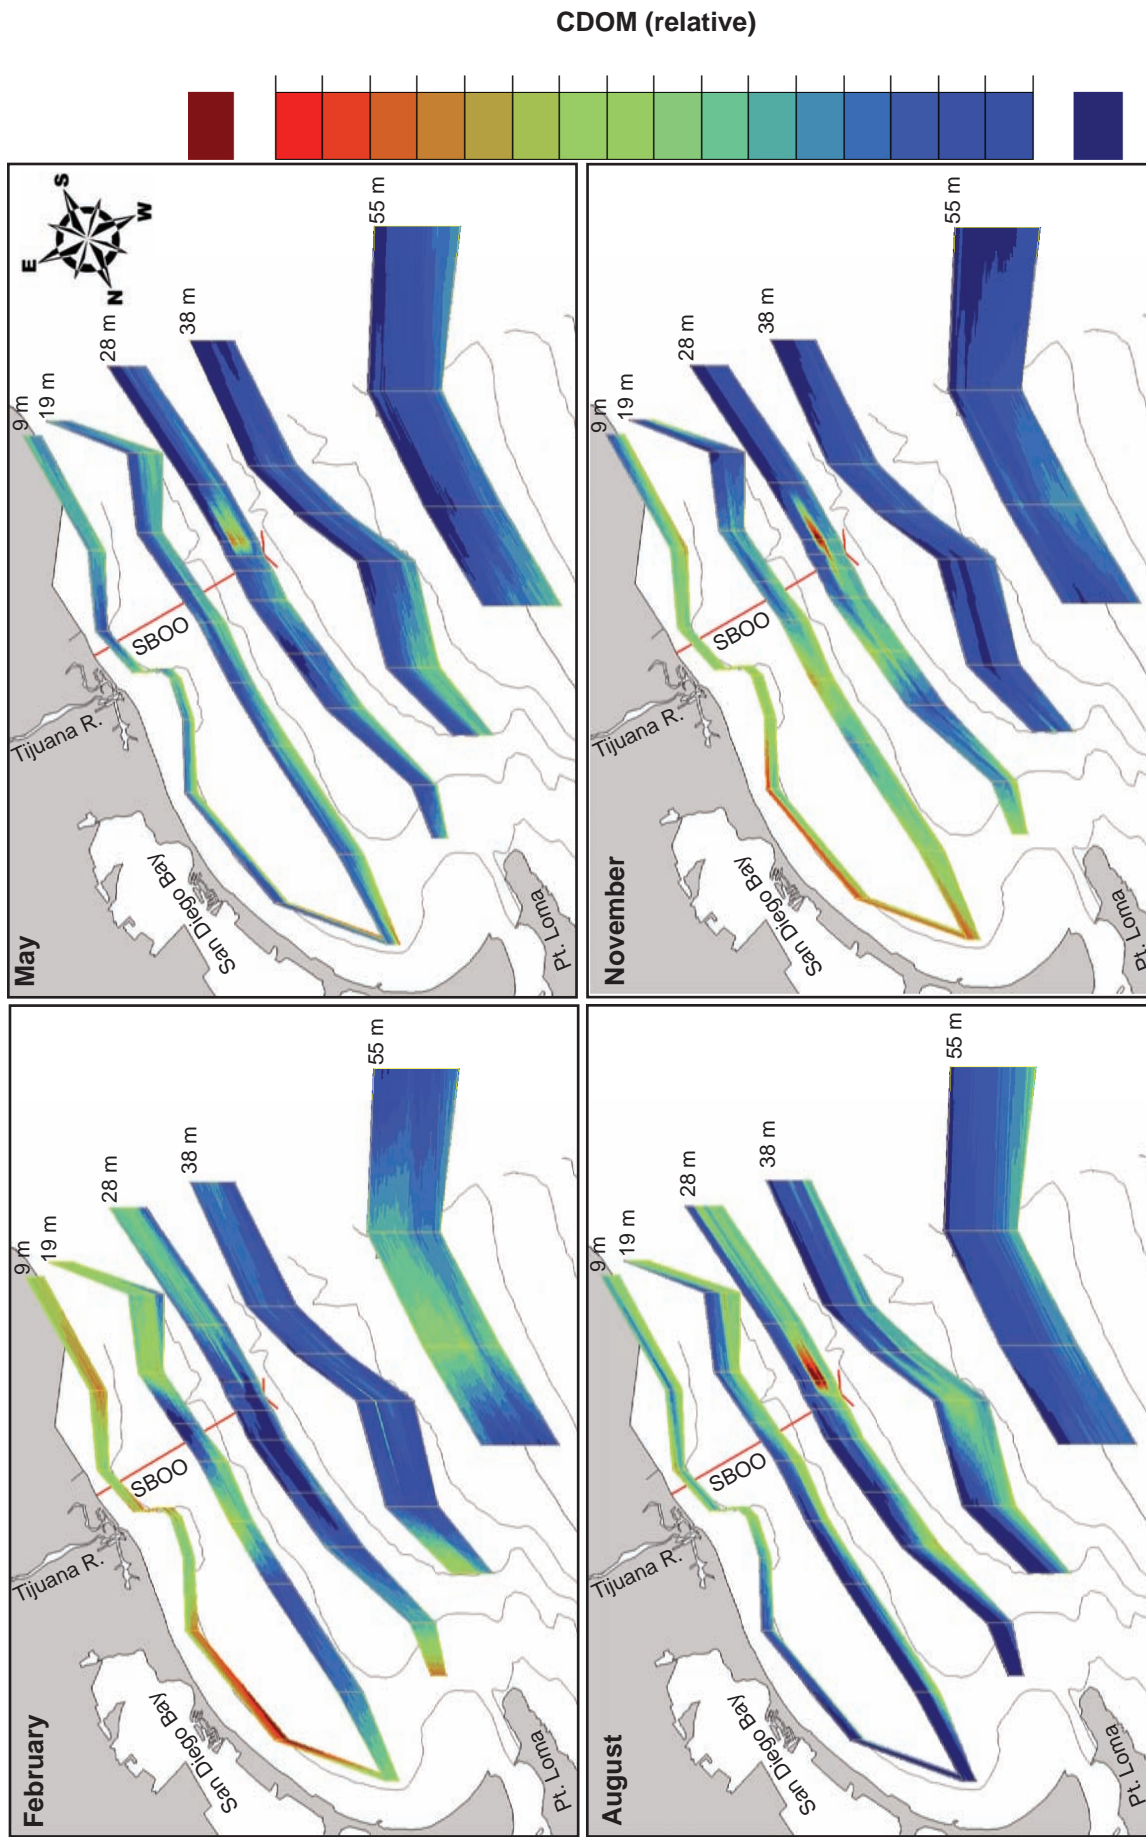 CDOM (relative)
May
E
S
N
W
9 m
19 m
28 m
38 m
55 m
SBOO
Tijuana R.
San Diego Bay
Pt. Loma
November
9 m
19 m
28 m
38 m
55 m
SBOO
Tijuana R.
San Diego Bay
Pt. Loma
February
9 m
19 m
28 m
38 m
55 m
SBOO
Tijuana R.
San Diego Bay
Pt. Loma
August
9 m
19 m
28 m
38 m
55 m
SBOO
Tijuana R.
San Diego Bay
Pt. Loma